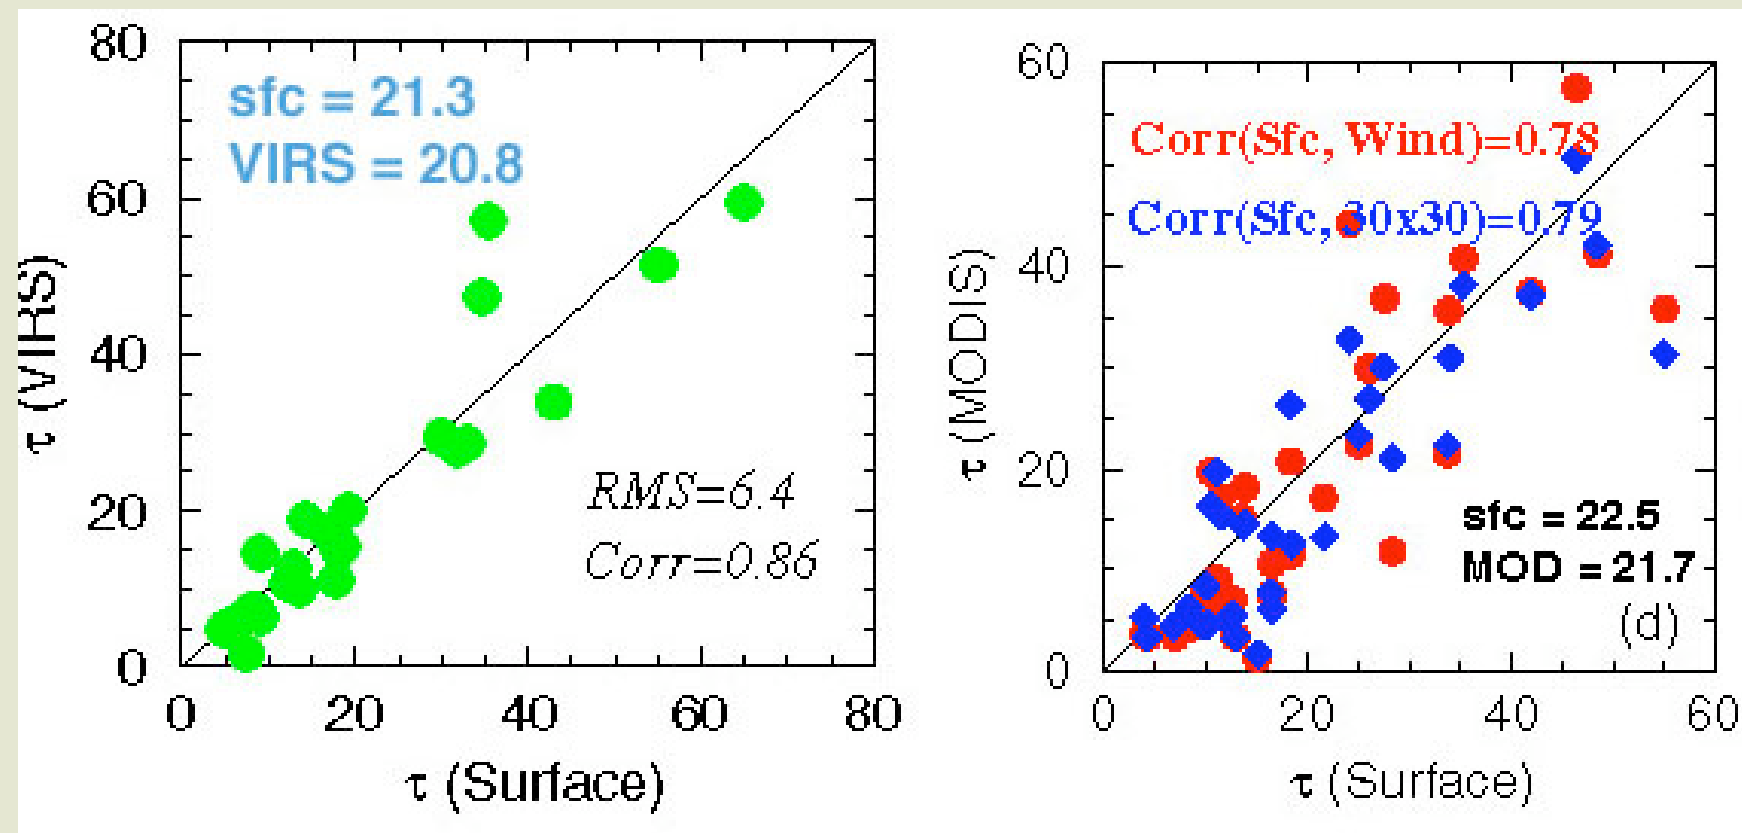 sfc = 21.3
VIRS = 20.8
80
60
40
20
0
τ (VIRS)
RMS=6.4
Corr=0.86
0 20 40 60 80
τ (Surface)
60
40
20
0
τ (MODIS)
Corr(Sfc, Wind)=0.78
Corr(Sfc, 30x30)=0.79
sfc = 22.5
MOD = 21.7
(d)
0 20 40 60
τ (Surface)